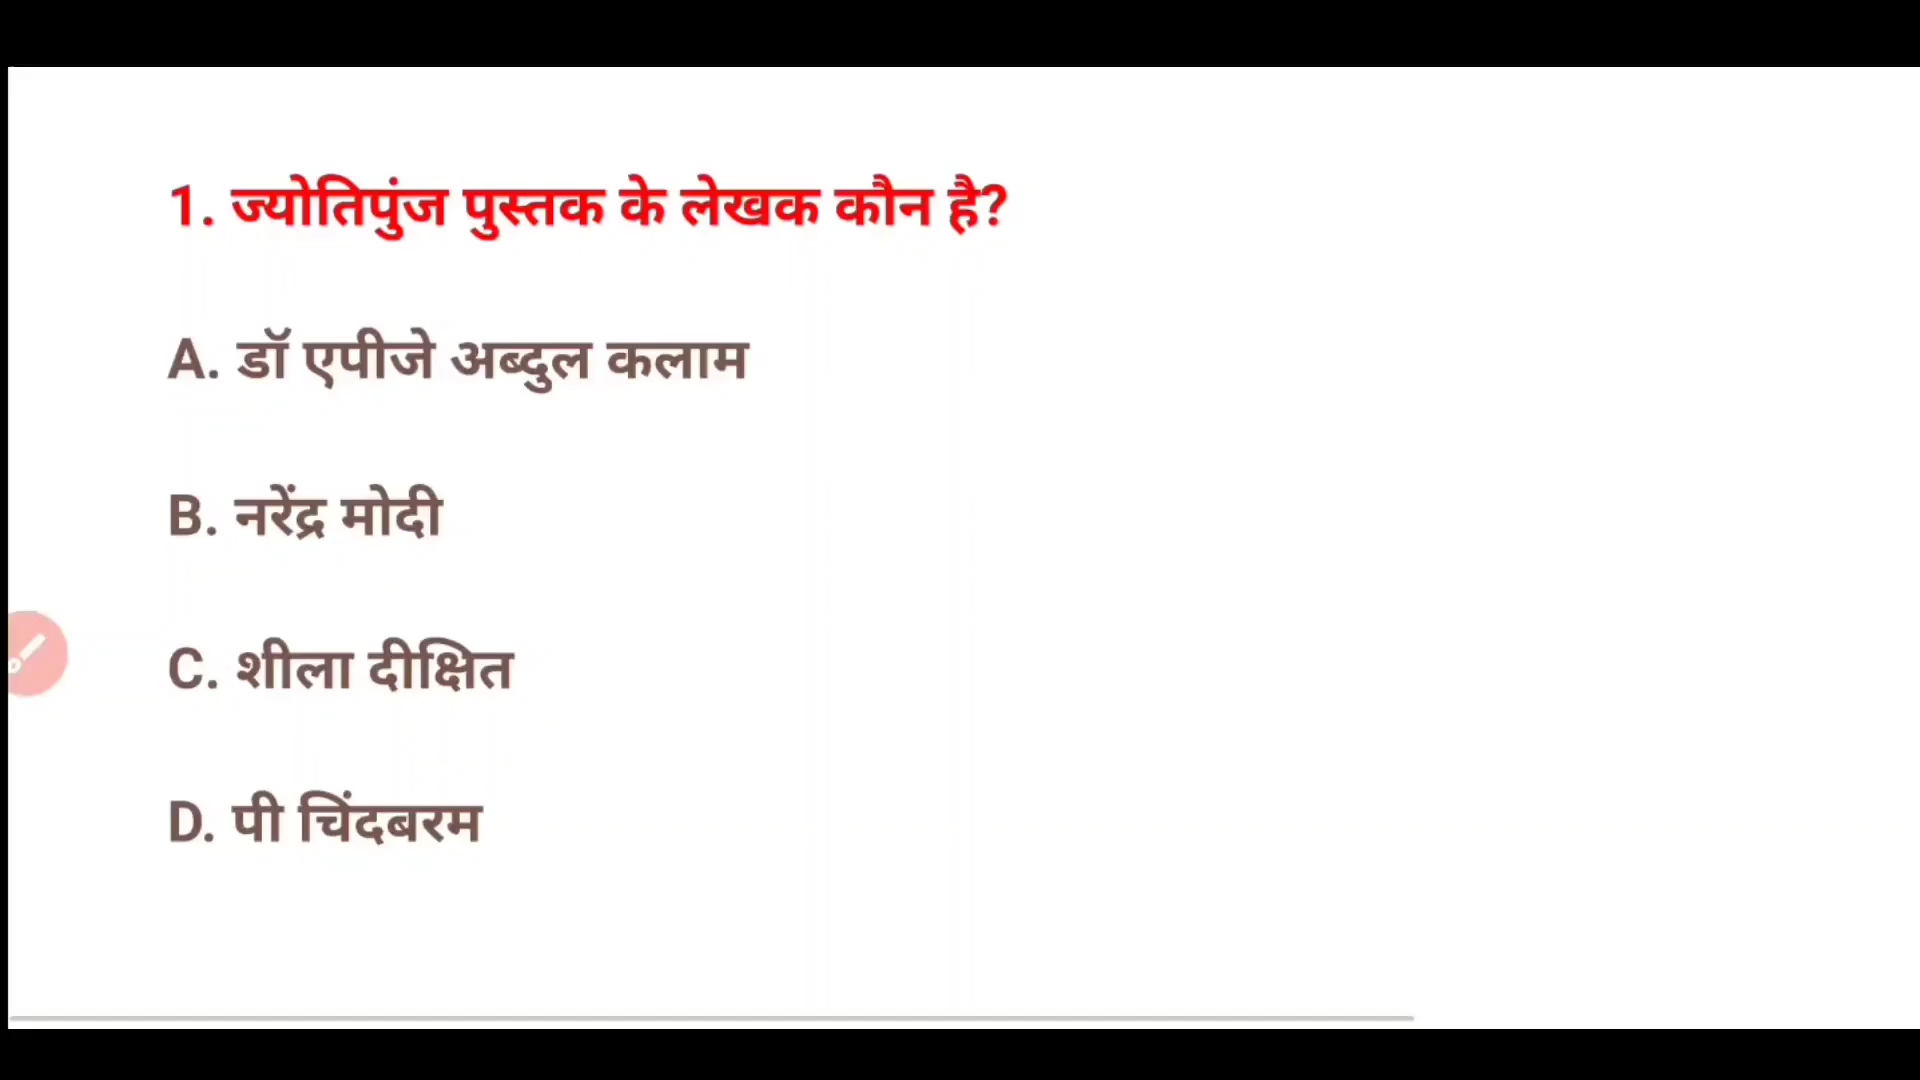 1. ज्योतिपुंज पुस्तक के लेखक कौन है?
A. डॉ एपीजे अब्दुल कलाम
B. नरेंद्र मोदी
C. शीला दीक्षित
D. पी चिंदबरम